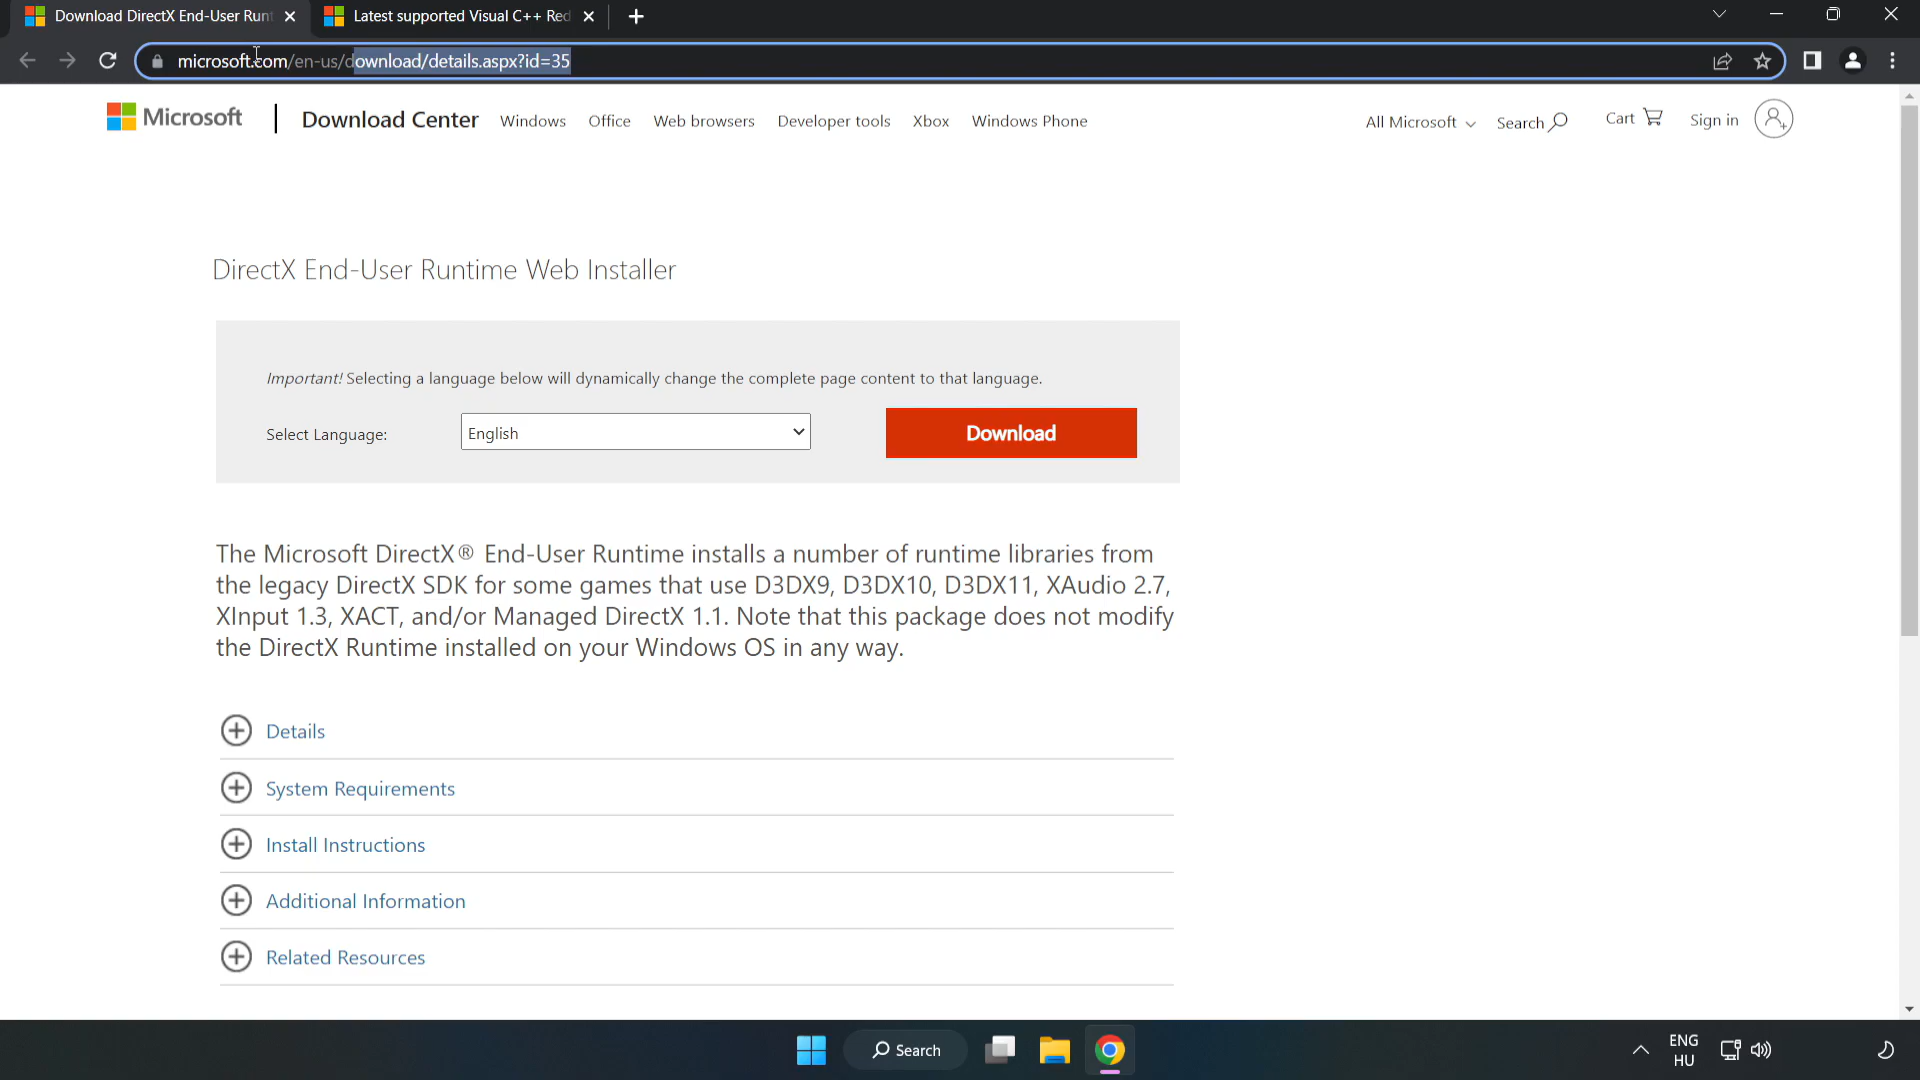 Download DirectX End-User Runt
Latest supported Visual C++ Red
microsoft.com/en-us/download/details.aspx?id=35
Microsoft
Download Center
Windows
Office
Web browsers
Developer tools
Xbox
Windows Phone
All Microsoft
Search
Cart
Sign in
DirectX End-User Runtime Web Installer
Important! Selecting a language below will dynamically change the complete page content to that language.
Select Language:
English
Download
The Microsoft DirectX® End-User Runtime installs a number of runtime libraries from
the legacy DirectX SDK for some games that use D3DX9, D3DX10, D3DX11, XAudio 2.7,
XInput 1.3, XACT, and/or Managed DirectX 1.1. Note that this package does not modify
the DirectX Runtime installed on your Windows OS in any way.
Details
System Requirements
Install Instructions
Additional Information
Related Resources
Search
ENG
HU